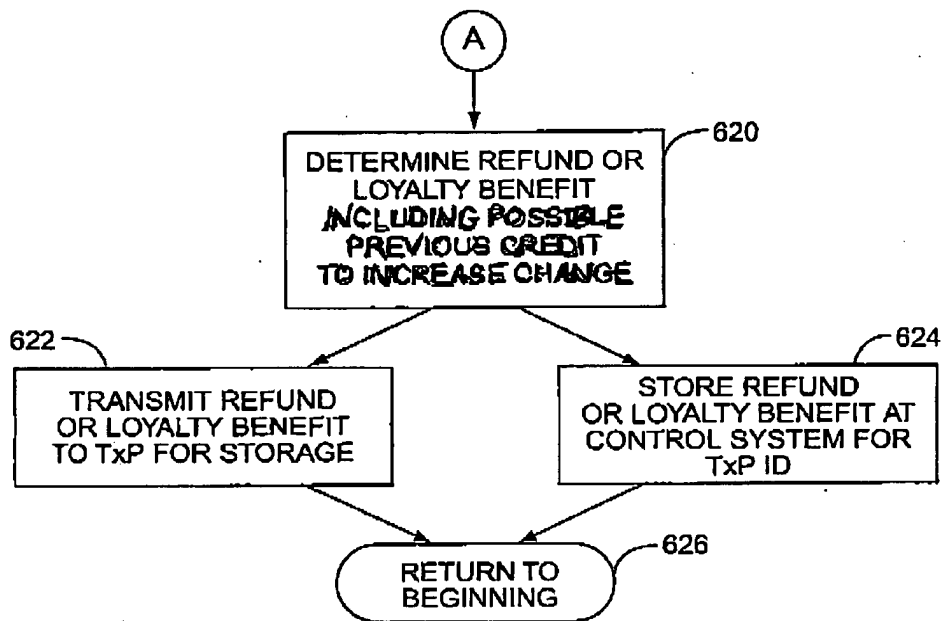 A
620
DETERMINE REFUND OR
LOYALTY BENEFIT
INCLUDING POSSIBLE
PREVIOUS CREDIT
TO INCREASE CHANGE
622
TRANSMIT REFUND
OR LOYALTY BENEFIT
TO TxP FOR STORAGE
624
STORE REFUND
OR LOYALTY BENEFIT AT
CONTROL SYSTEM FOR
TxP ID
626
RETURN TO
BEGINNING